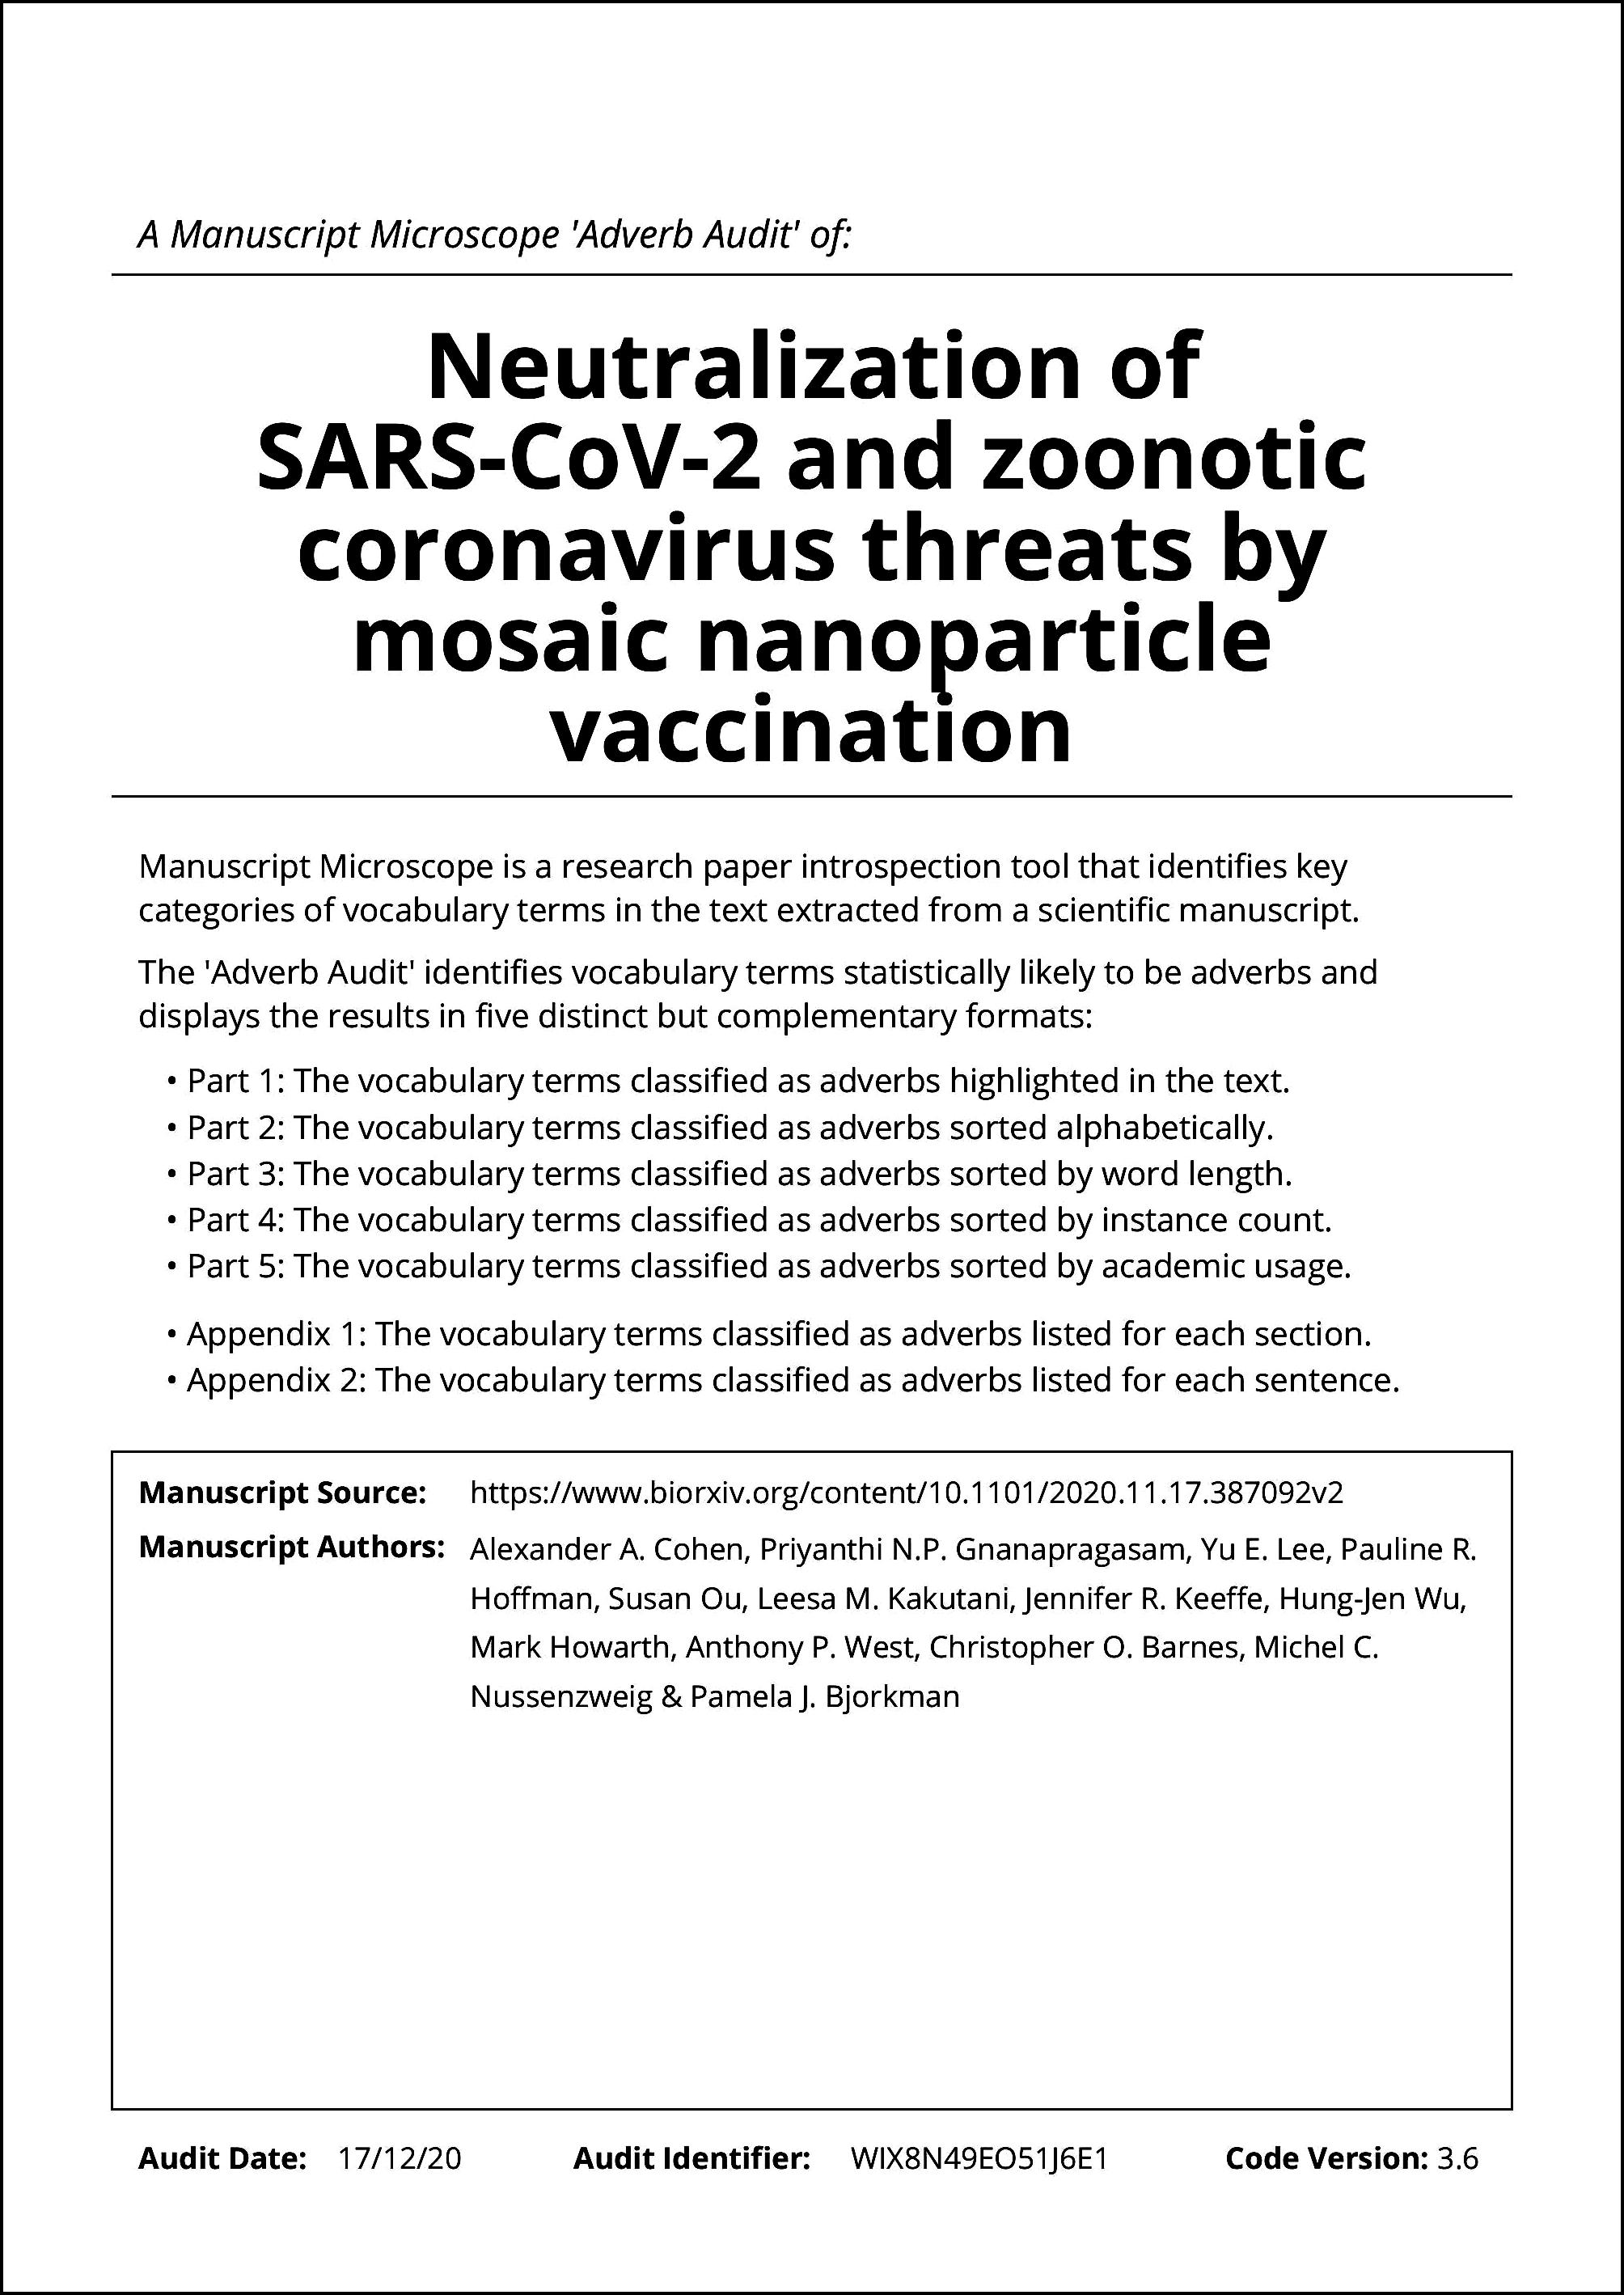 A Manuscript Microscope 'Adverb Audit' of:
Neutralization of
SARS-CoV-2 and zoonotic
coronavirus threats by
mosaic nanoparticle
vaccination
Manuscript Microscope is a research paper introspection tool that identifies key
categories of vocabulary terms in the text extracted from a scientific manuscript.
The 'Adverb Audit' identifies vocabulary terms statistically likely to be adverbs and
displays the results in five distinct but complementary formats:
• Part 1: The vocabulary terms classified as adverbs highlighted in the text.
• Part 2: The vocabulary terms classified as adverbs sorted alphabetically.
• Part 3: The vocabulary terms classified as adverbs sorted by word length.
• Part 4: The vocabulary terms classified as adverbs sorted by instance count.
• Part 5: The vocabulary terms classified as adverbs sorted by academic usage.
• Appendix 1: The vocabulary terms classified as adverbs listed for each section.
• Appendix 2: The vocabulary terms classified as adverbs listed for each sentence.
Manuscript Source: https://www.biorxiv.org/content/10.1101/2020.11.17.387092v2
Manuscript Authors: Alexander A. Cohen, Priyanthi N.P. Gnanapragasam, Yu E. Lee, Pauline R.
Hoffman, Susan Ou, Leesa M. Kakutani, Jennifer R. Keeffe, Hung-Jen Wu,
Mark Howarth, Anthony P. West, Christopher O. Barnes, Michel C.
Nussenzweig & Pamela J. Bjorkman
Audit Date: 17/12/20 Audit Identifier: WIX8N49EO51J6E1 Code Version: 3.6